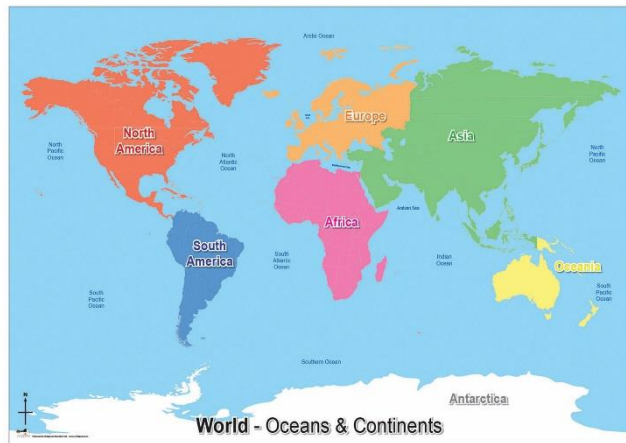 Arctic Ocean
North
America
Europe
Asia
North
Pacific
Ocean
North
Atlantic
Ocean
North
Pacific
Ocean
Arabian Sea
Africa
South
America
South
Atlantic
Ocean
Indian
Ocean
Oceania
South
Pacific
Ocean
South
Pacific
Ocean
Southern Ocean
N
Antarctica
World - Oceans & Continents